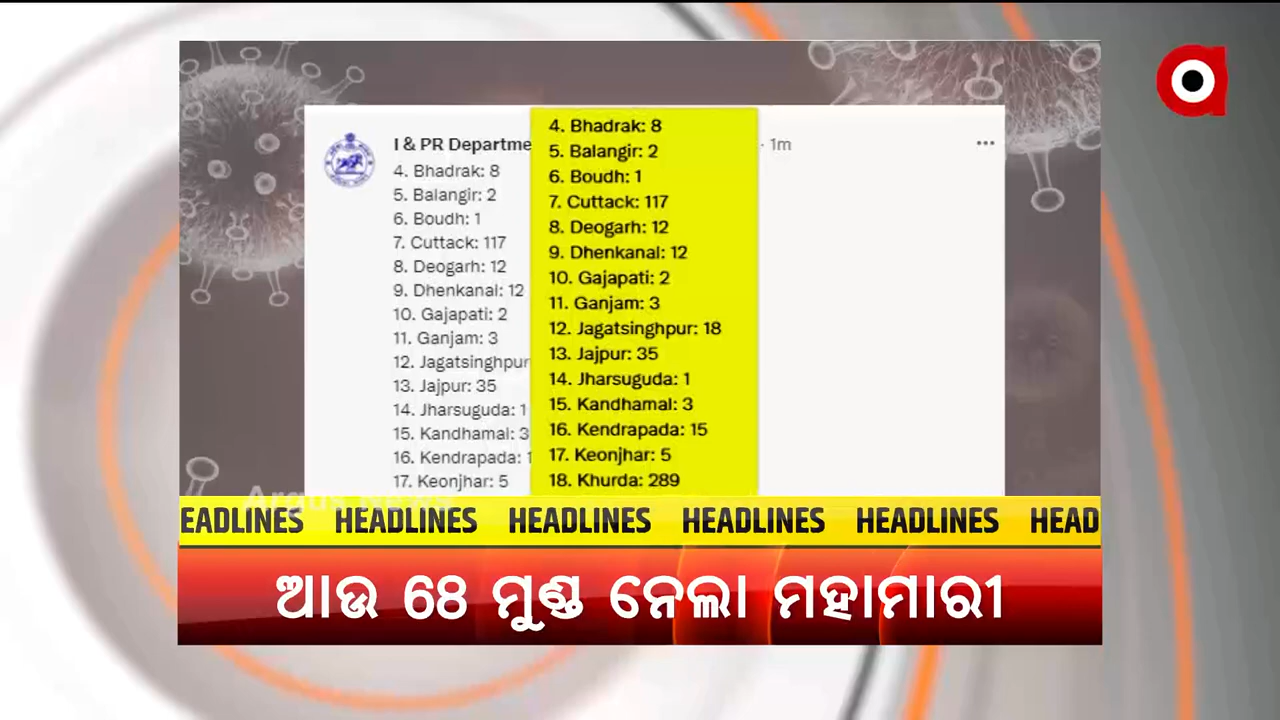 I & PR Departme
· 1m
4. Bhadrak: 8
5. Balangir: 2
6. Boudh: 1
7. Cuttack: 117
8. Deogarh: 12
9. Dhenkanal: 12
10. Gajapati: 2
11. Ganjam: 3
12. Jagatsinghpur
13. Jajpur: 35
14. Jharsuguda: 1
15. Kandhamal: 3
16. Kendrapada: 1
17. Keonjhar: 5
4. Bhadrak: 8
5. Balangir: 2
6. Boudh: 1
7. Cuttack: 117
8. Deogarh: 12
9. Dhenkanal: 12
10. Gajapati: 2
11. Ganjam: 3
12. Jagatsinghpur: 18
13. Jajpur: 35
14. Jharsuguda: 1
15. Kandhamal: 3
16. Kendrapada: 15
17. Keonjhar: 5
18. Khurda: 289
Argus News
EADLINES HEADLINES HEADLINES HEADLINES HEADLINES HEAD
ଆଉ 68 ମୁଣ୍ଡ ନେଲା ମହାମାରୀ